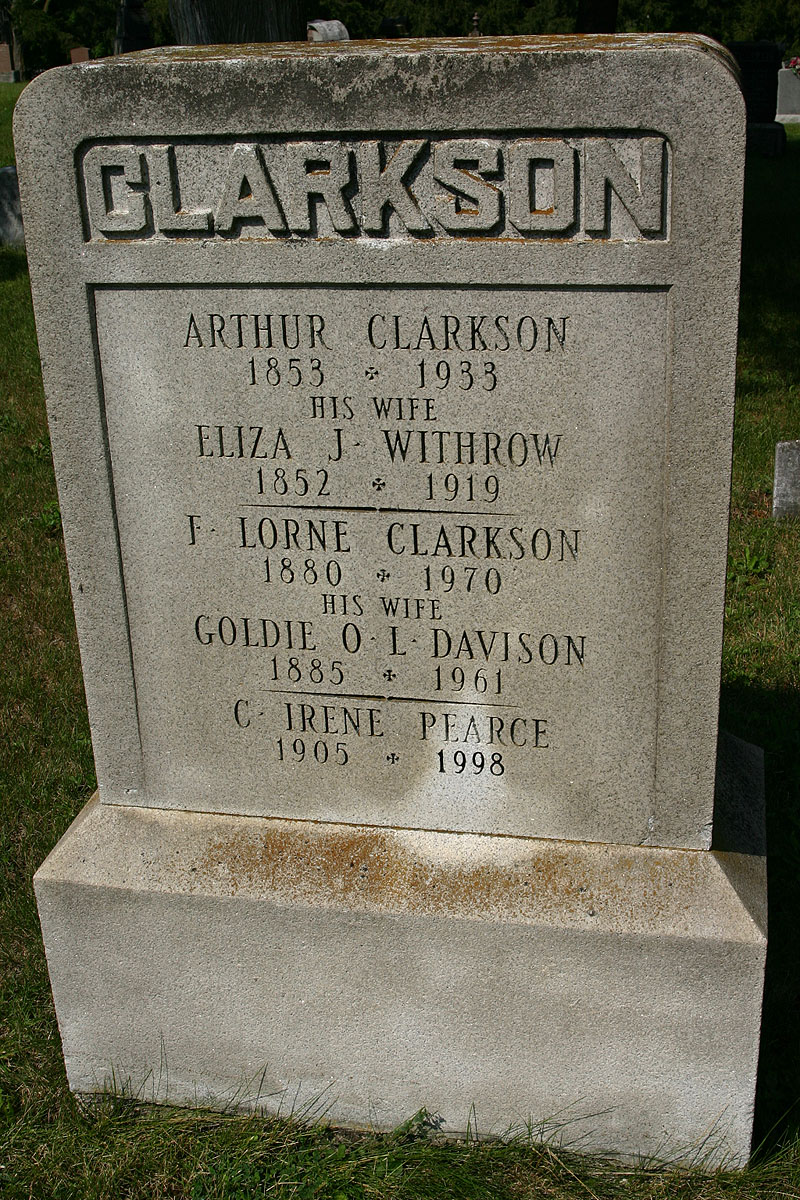 CLARKSON
ARTHUR CLARKSON
1853 ✠ 1933
HIS WIFE
ELIZA J· WITHROW
1852 ✠ 1919
F· LORNE CLARKSON
1880 ✠ 1970
HIS WIFE
GOLDIE O· L· DAVISON
1885 ✠ 1961
C· IRENE PEARCE
1905 ✠ 1998